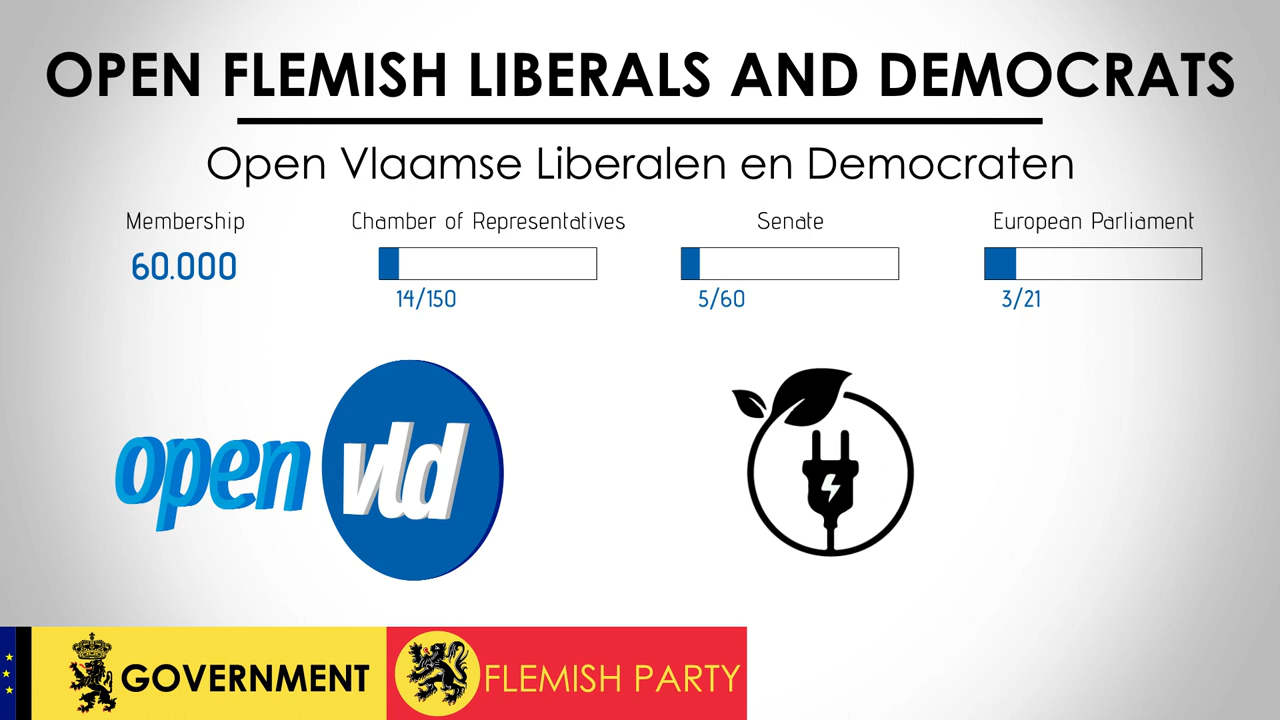 OPEN FLEMISH LIBERALS AND DEMOCRATS
Open Vlaamse Liberalen en Democraten
Membership
60.000
Chamber of Representatives
14/150
Senate
5/60
European Parliament
3/21
open vld
GOVERNMENT
FLEMISH PARTY